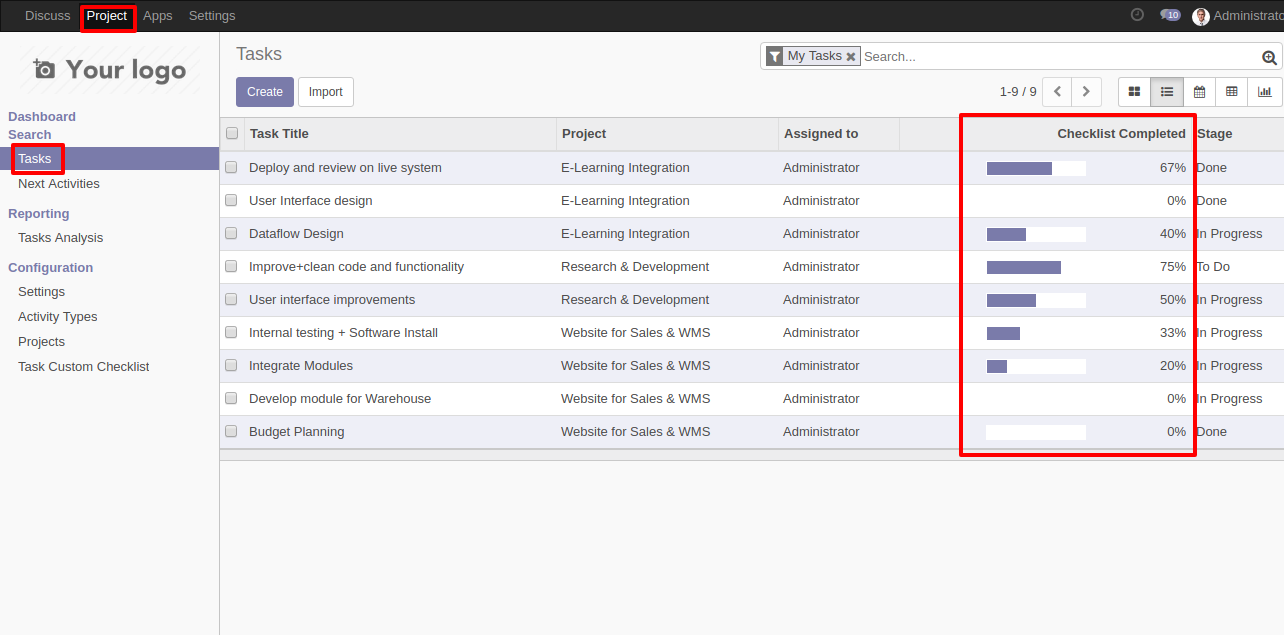 Discuss Project Apps Settings 10 Administrato
Your logo
Dashboard
Search
Tasks
Next Activities
Reporting
Tasks Analysis
Configuration
Settings
Activity Types
Projects
Task Custom Checklist
Tasks
My Tasks Search...
Create Import 1-9 / 9
Task Title Project Assigned to Checklist Completed Stage
Deploy and review on live system E-Learning Integration Administrator 67% Done
User Interface design E-Learning Integration Administrator 0% Done
Dataflow Design E-Learning Integration Administrator 40% In Progress
Improve+clean code and functionality Research & Development Administrator 75% To Do
User interface improvements Research & Development Administrator 50% In Progress
Internal testing + Software Install Website for Sales & WMS Administrator 33% In Progress
Integrate Modules Website for Sales & WMS Administrator 20% In Progress
Develop module for Warehouse Website for Sales & WMS Administrator 0% In Progress
Budget Planning Website for Sales & WMS Administrator 0% Done